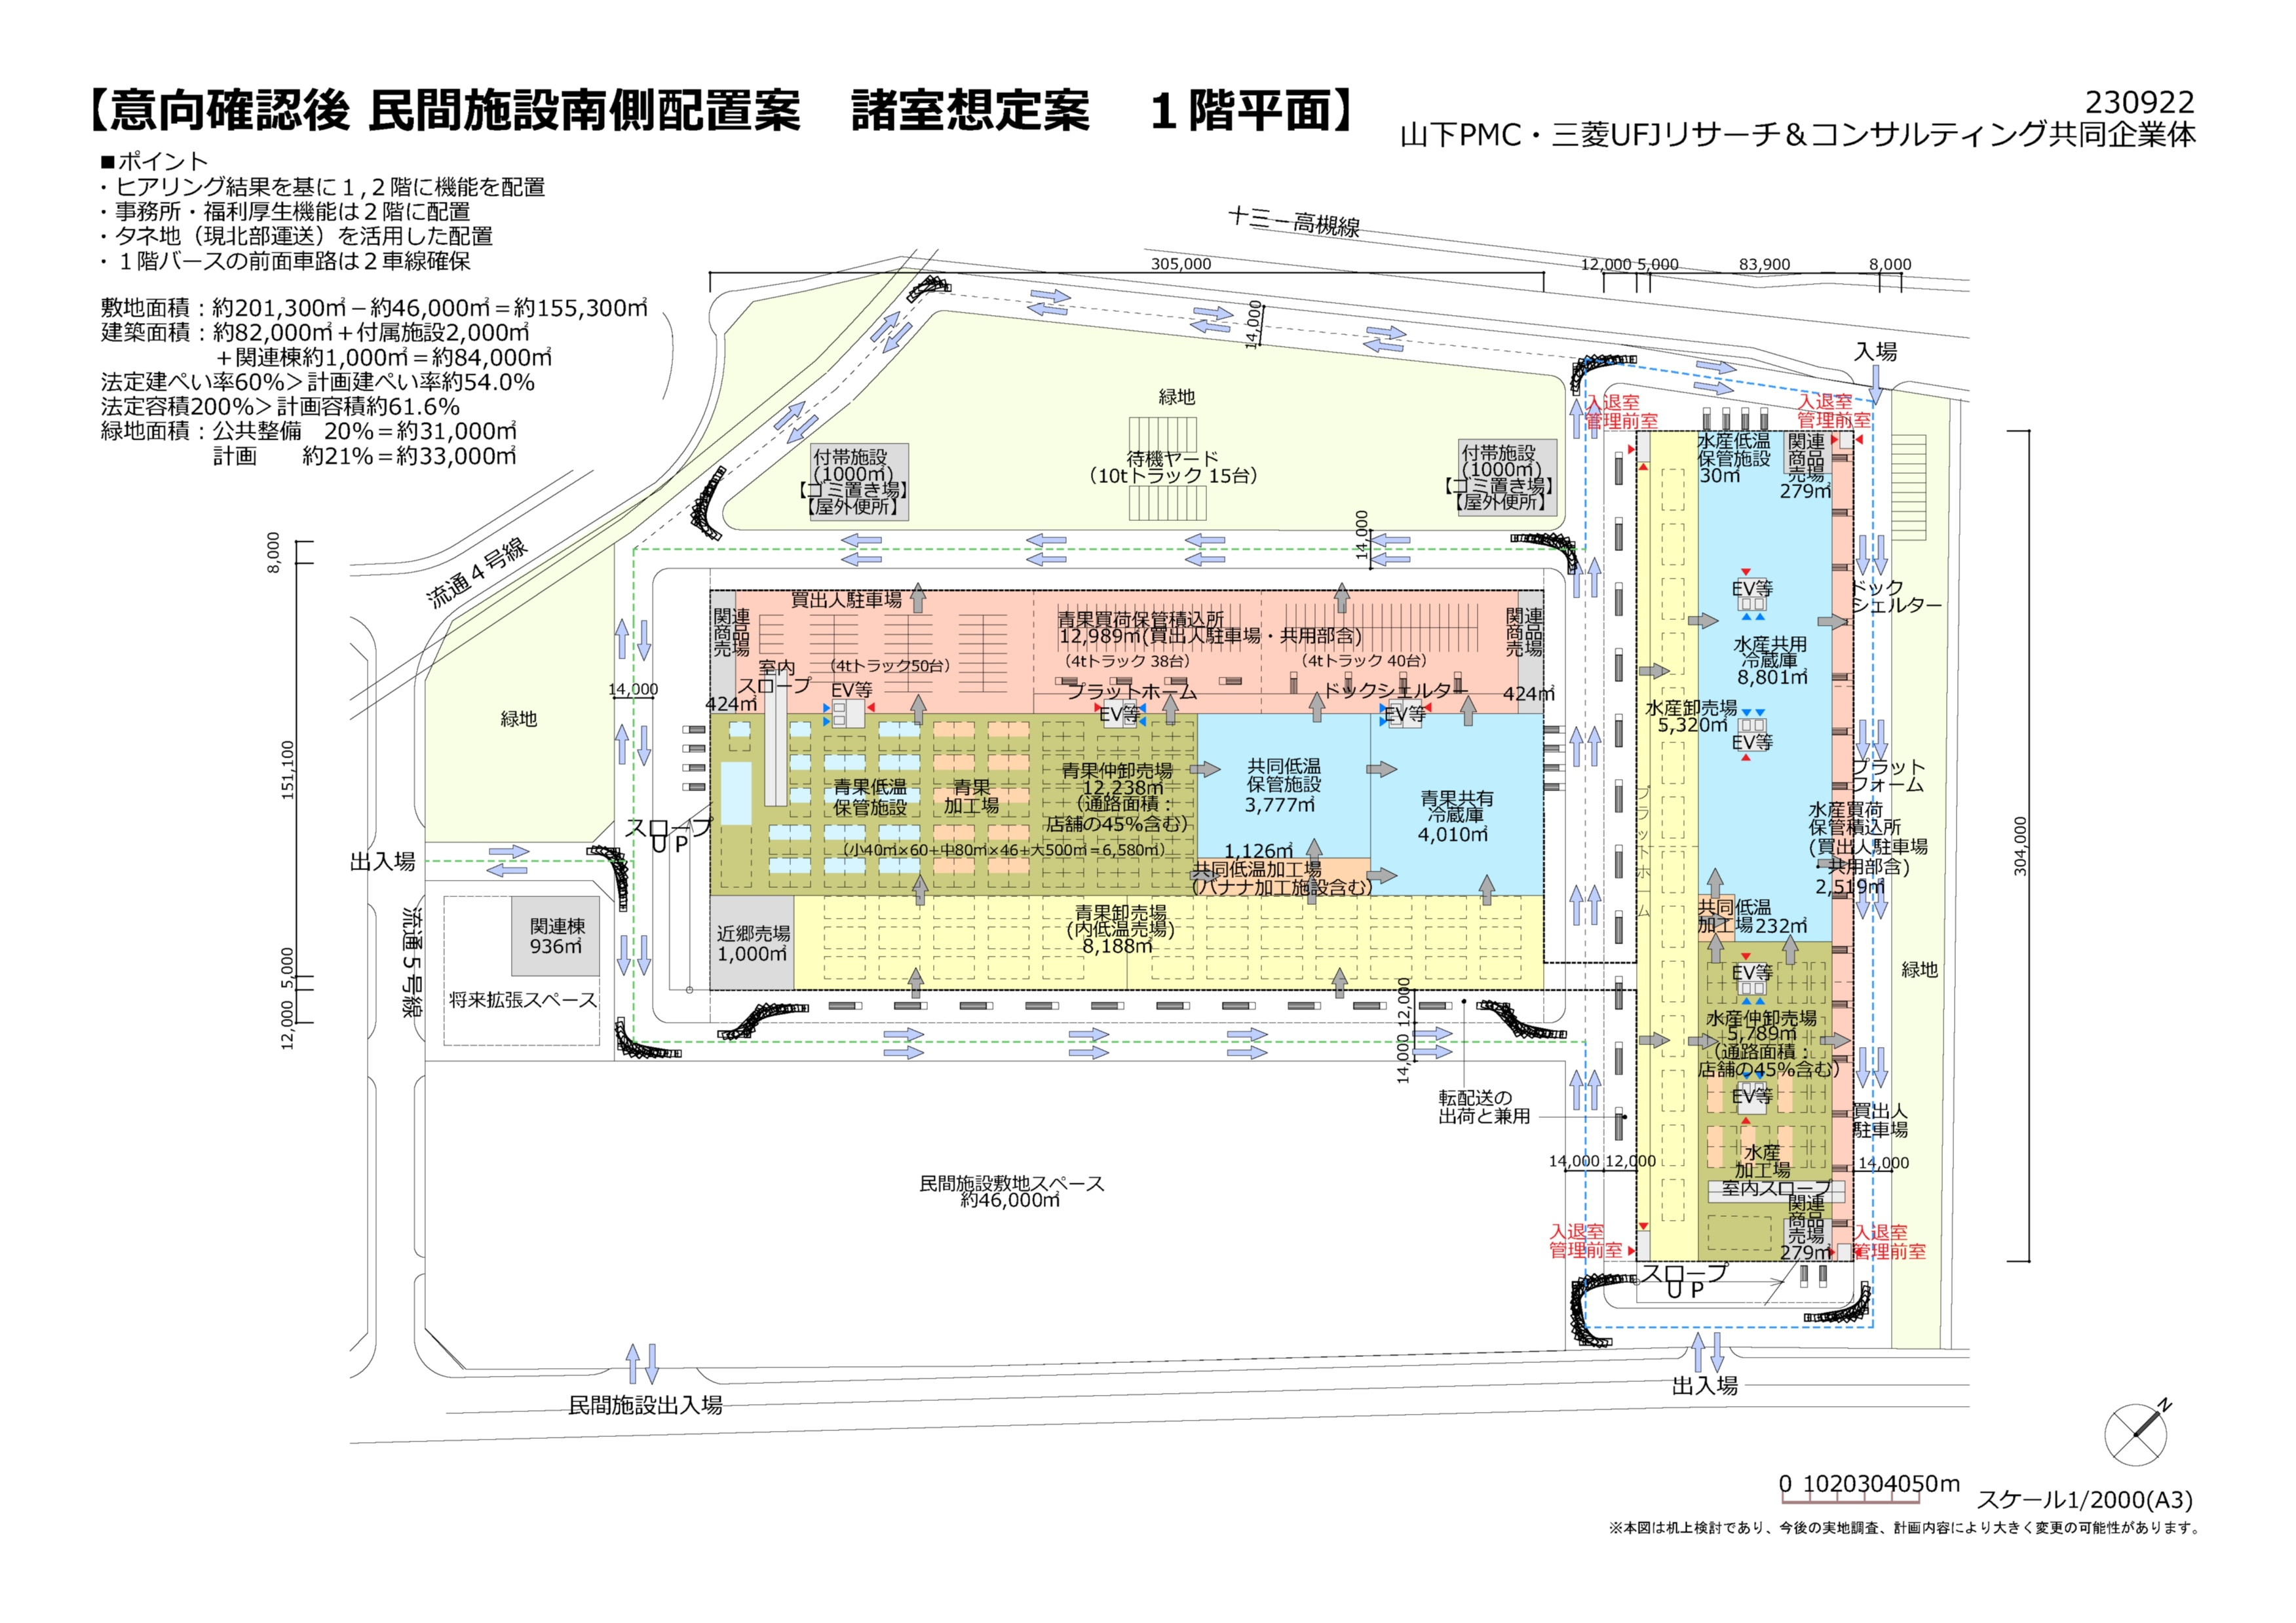 【意向確認後 民間施設南側配置案　諸室想定案　１階平面】
230922
山下PMC・三菱UFJリサーチ＆コンサルティング共同企業体
■ポイント
・ヒアリング結果を基に１,２階に機能を配置
・事務所・福利厚生機能は２階に配置
・タネ地（現北部運送）を活用した配置
・１階バースの前面車路は２車線確保
敷地面積：約201,300㎡－約46,000㎡＝約155,300㎡
建築面積：約82,000㎡＋付属施設2,000㎡
＋関連棟約1,000㎡＝約84,000㎡
法定建ぺい率60%＞計画建ぺい率約54.0%
法定容積200%＞計画容積約61.6%
緑地面積：公共整備　20%＝約31,000㎡
計画　　約21%＝約33,000㎡
十三－高槻線
305,000
12,000
5,000
83,900
8,000
14,000
入場
緑地
待機ヤード
（10tトラック 15台）
付帯施設
(1000㎡)
【ゴミ置き場】
【屋外便所】
付帯施設
(1000㎡)
【ゴミ置き場】
【屋外便所】
14,000
入退室
管理前室
入退室
管理前室
水産低温
保管施設
30㎡
関連
商品
売場
279㎡
流通４号線
8,000
151,100
5,000
12,000
緑地
14,000
関連
商品
売場
424㎡
買出人駐車場
室内
スロープ
（4tトラック50台）
EV等
青果買荷保管積込所
12,989㎡(買出人駐車場・共用部含)
（4tトラック 38台）
（4tトラック 40台）
プラットホーム
EV等
ドックシェルター
EV等
関連
商品
売場
424㎡
EV等
ドック
シェルター
水産共用
冷蔵庫
8,801㎡
水産卸売場
5,320㎡
EV等
プラットホーム
プラット
フォーム
水産買荷
保管積込所
(買出人駐車場
・共用部含)
2,519㎡
304,000
青果低温
保管施設
青果
加工場
青果仲卸売場
12,238㎡
（通路面積：
店舗の45%含む）
（小40㎡×60＋中80㎡×46＋大500㎡＝6,580㎡）
共同低温
保管施設
3,777㎡
青果共有
冷蔵庫
4,010㎡
1,126㎡
共同低温加工場
（バナナ加工施設含む）
スロープ
ＵＰ
出入場
流通５号線
関連棟
936㎡
将来拡張スペース
近郷売場
1,000㎡
青果卸売場
(内低温売場)
8,188㎡
共同低温
加工場232㎡
緑地
EV等
水産仲卸売場
5,789㎡
（通路面積：
店舗の45%含む）
EV等
12,000
14,000
転配送の
出荷と兼用
買出人
駐車場
水産
加工場
14,000
12,000
14,000
室内スロープ
関連
商品
売場
279㎡
入退室
管理前室
入退室
管理前室
スロープ
ＵＰ
民間施設敷地スペース
約46,000㎡
民間施設出入場
出入場
N
0 1020304050m
スケール1/2000(A3)
※本図は机上検討であり、今後の実地調査、計画内容により大きく変更の可能性があります。